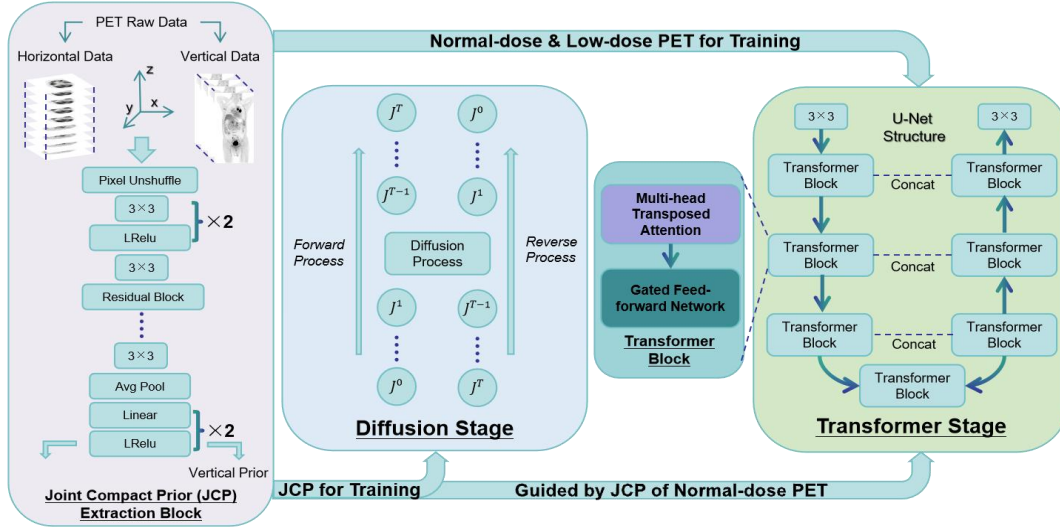 PET Raw Data
Horizontal Data
Vertical Data
z
y
x
Pixel Unshuffle
3×3
LRelu
×2
3×3
Residual Block
3×3
Avg Pool
Linear
LRelu
×2
Vertical Prior
Joint Compact Prior (JCP)
Extraction Block
Normal-dose & Low-dose PET for Training
J^T
J^0
J^{T−1}
J^1
Forward
Process
Diffusion
Process
Reverse
Process
J^1
J^{T−1}
J^0
J^T
Diffusion Stage
Multi-head
Transposed
Attention
Gated Feed-
forward Network
Transformer
Block
3×3
U-Net
Structure
3×3
Transformer
Block
Concat
Transformer
Block
Transformer
Block
Concat
Transformer
Block
Transformer
Block
Concat
Transformer
Block
Transformer
Block
Transformer Stage
JCP for Training
Guided by JCP of Normal-dose PET